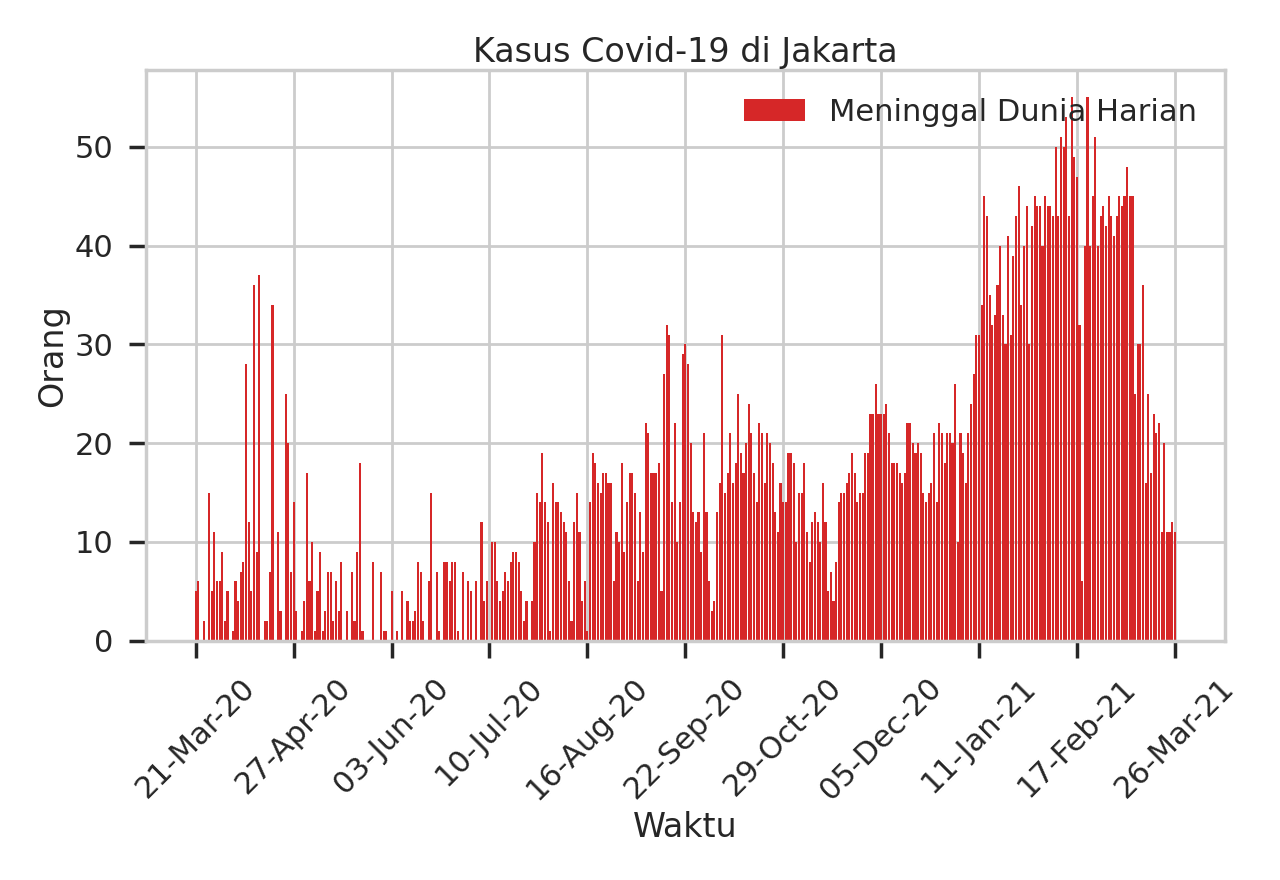 Kasus Covid-19 di Jakarta
Meninggal Dunia Harian
Orang
50
40
30
20
10
0
21-Mar-20
27-Apr-20
03-Jun-20
10-Jul-20
16-Aug-20
22-Sep-20
29-Oct-20
05-Dec-20
11-Jan-21
17-Feb-21
26-Mar-21
Waktu